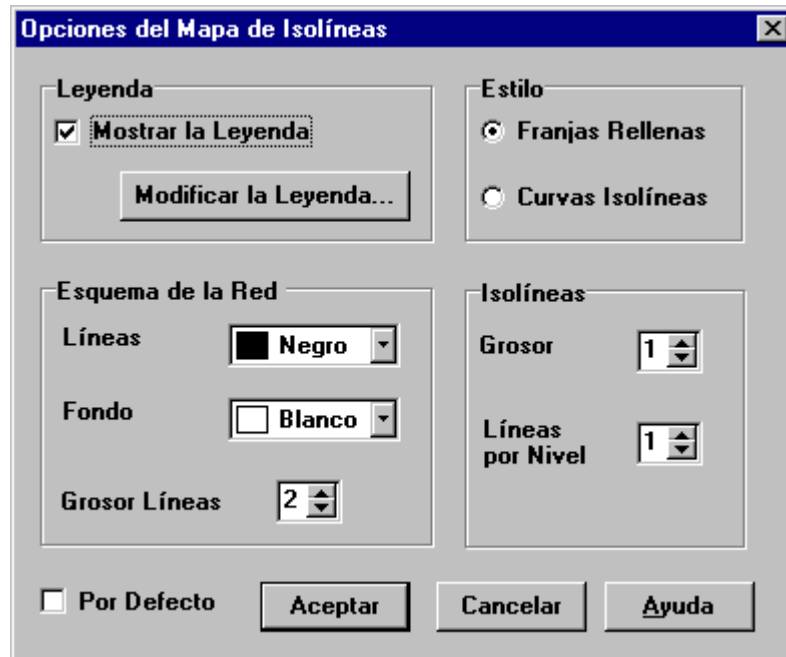 Opciones del Mapa de Isolíneas
Leyenda
Mostrar la Leyenda
Modificar la Leyenda...
Estilo
Franjas Rellenas
Curvas Isolíneas
Esquema de la Red
Líneas
Negro
Fondo
Blanco
Grosor Líneas
2
Isolíneas
Grosor
1
Líneas
por Nivel
1
Por Defecto
Aceptar
Cancelar
Ayuda